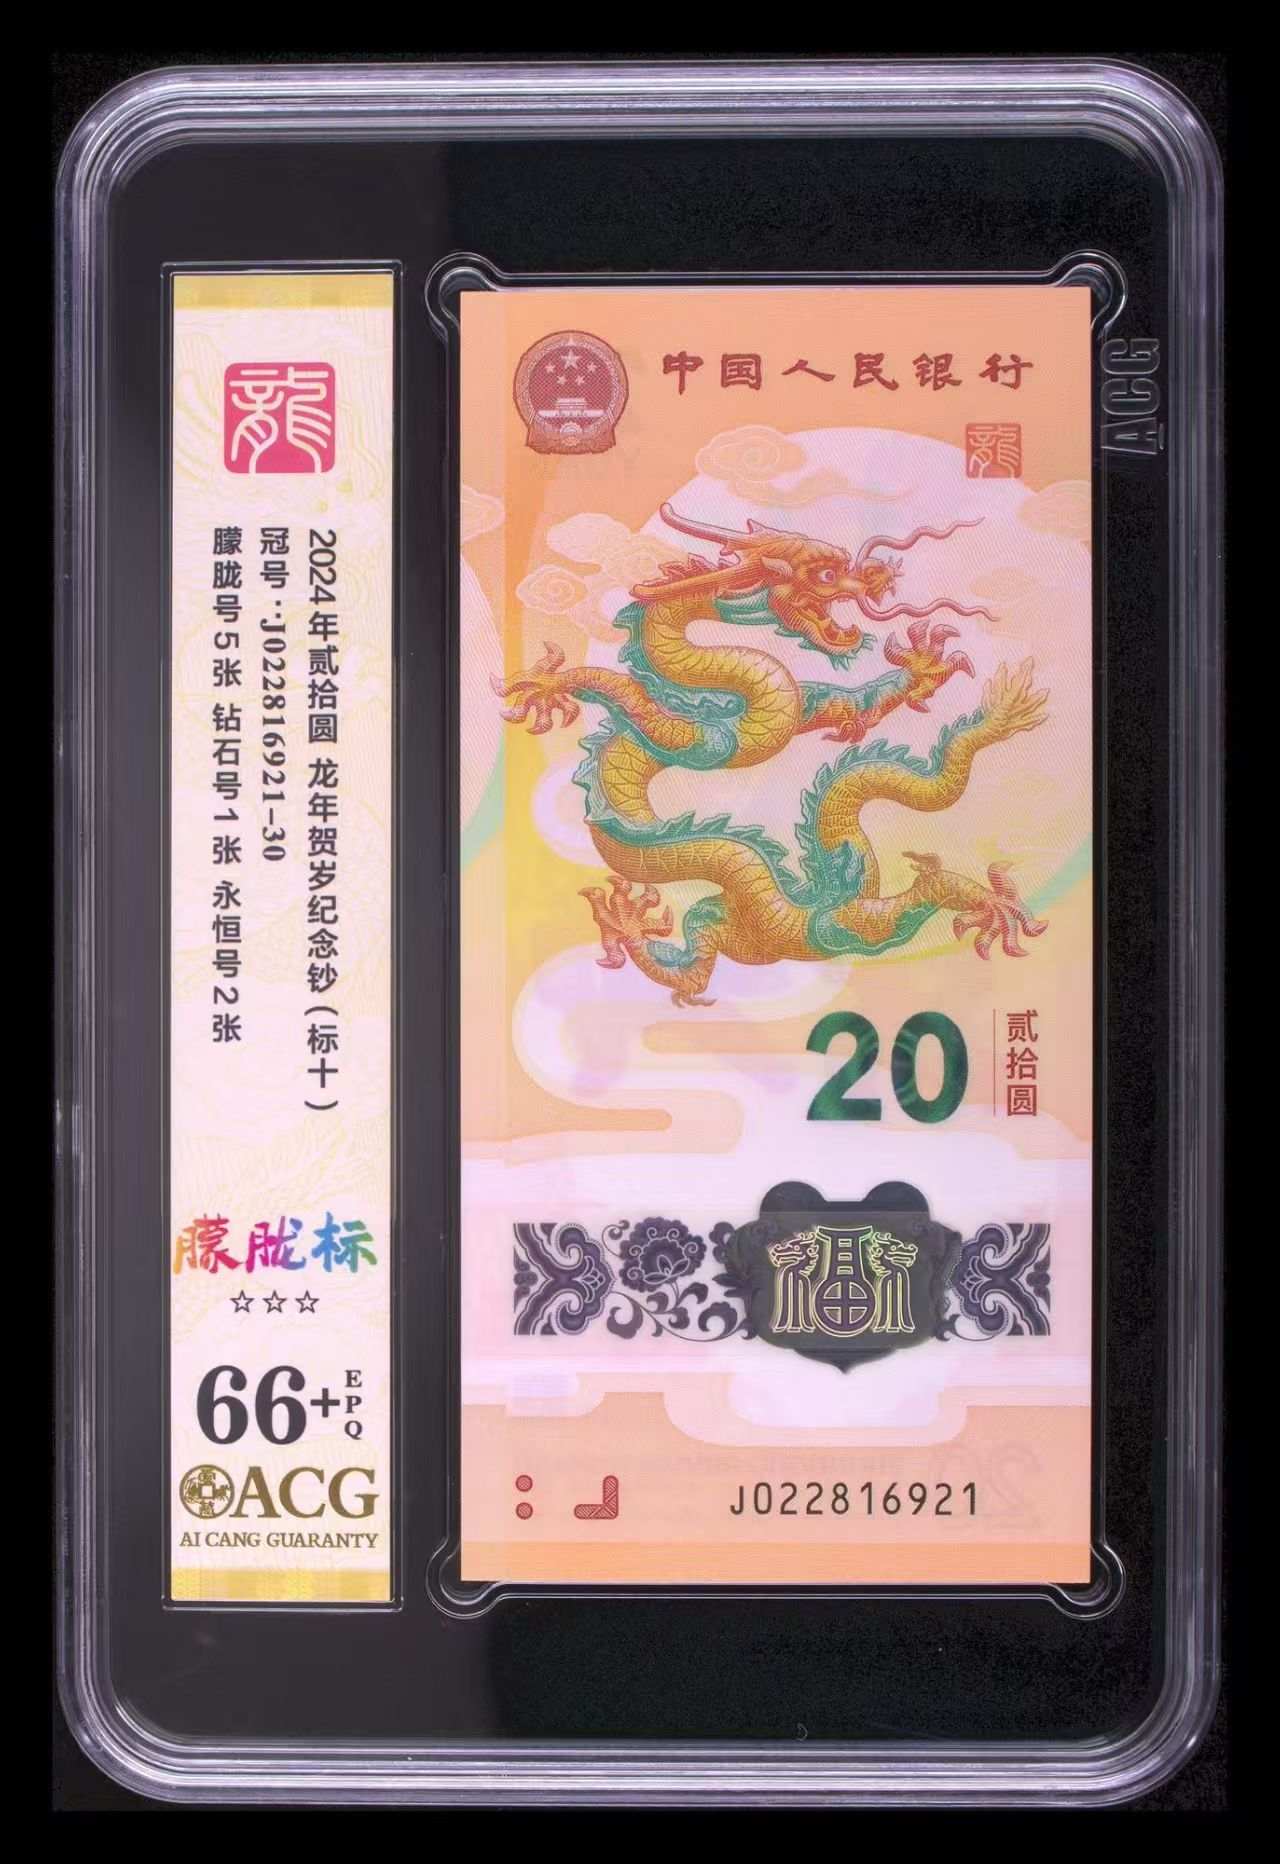 龍
2024年贰拾圆 龙年贺岁纪念钞(标十)
冠号:J022816921-30
朦胧号5张 钻石号1张 永恒号2张
朦胧标
☆☆☆
66+EPQ
ACG
AI CANG GUARANTY
中国人民银行
龍
20
贰拾圆
福
J022816921
ACG